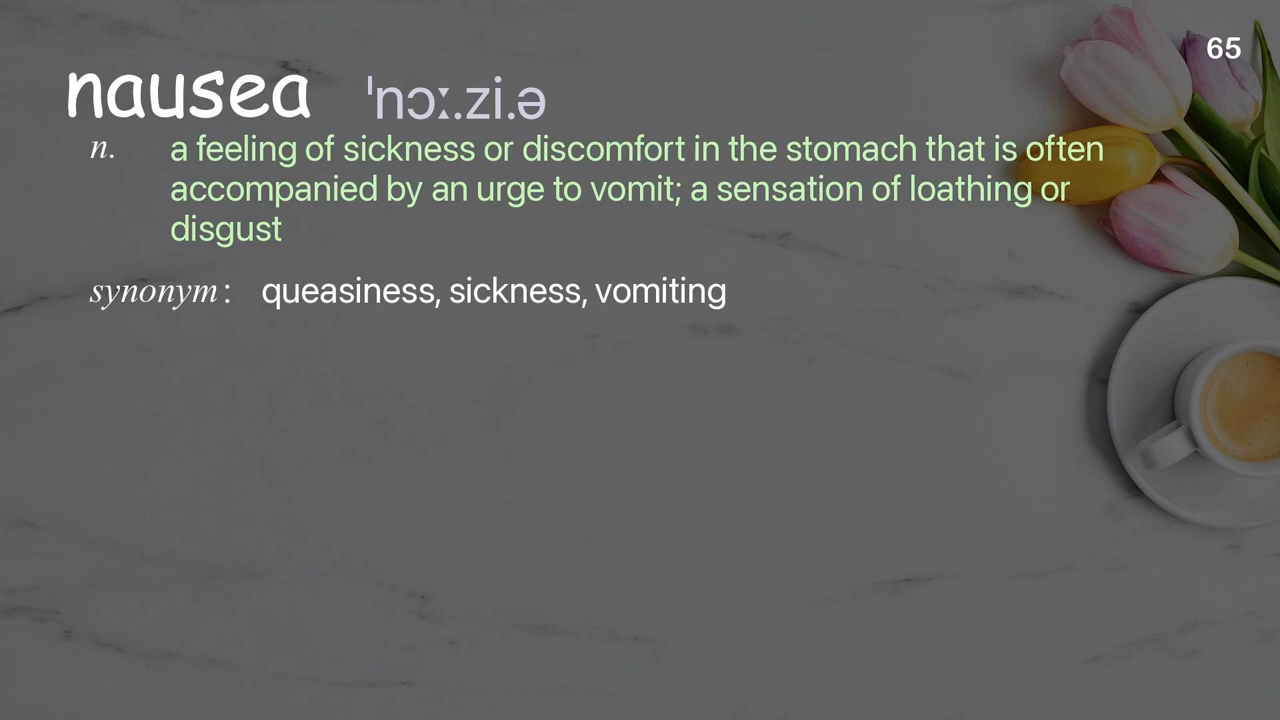 65
nausea ˈnɔː.zi.ə
n. a feeling of sickness or discomfort in the stomach that is often
accompanied by an urge to vomit; a sensation of loathing or
disgust
synonym: queasiness, sickness, vomiting